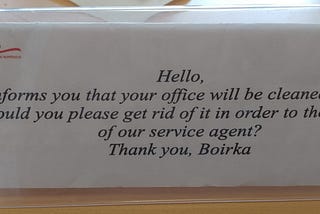 Hello,
nforms you that your office will be cleane
ould you please get rid of it in order to the
of our service agent?
Thank you, Boirka